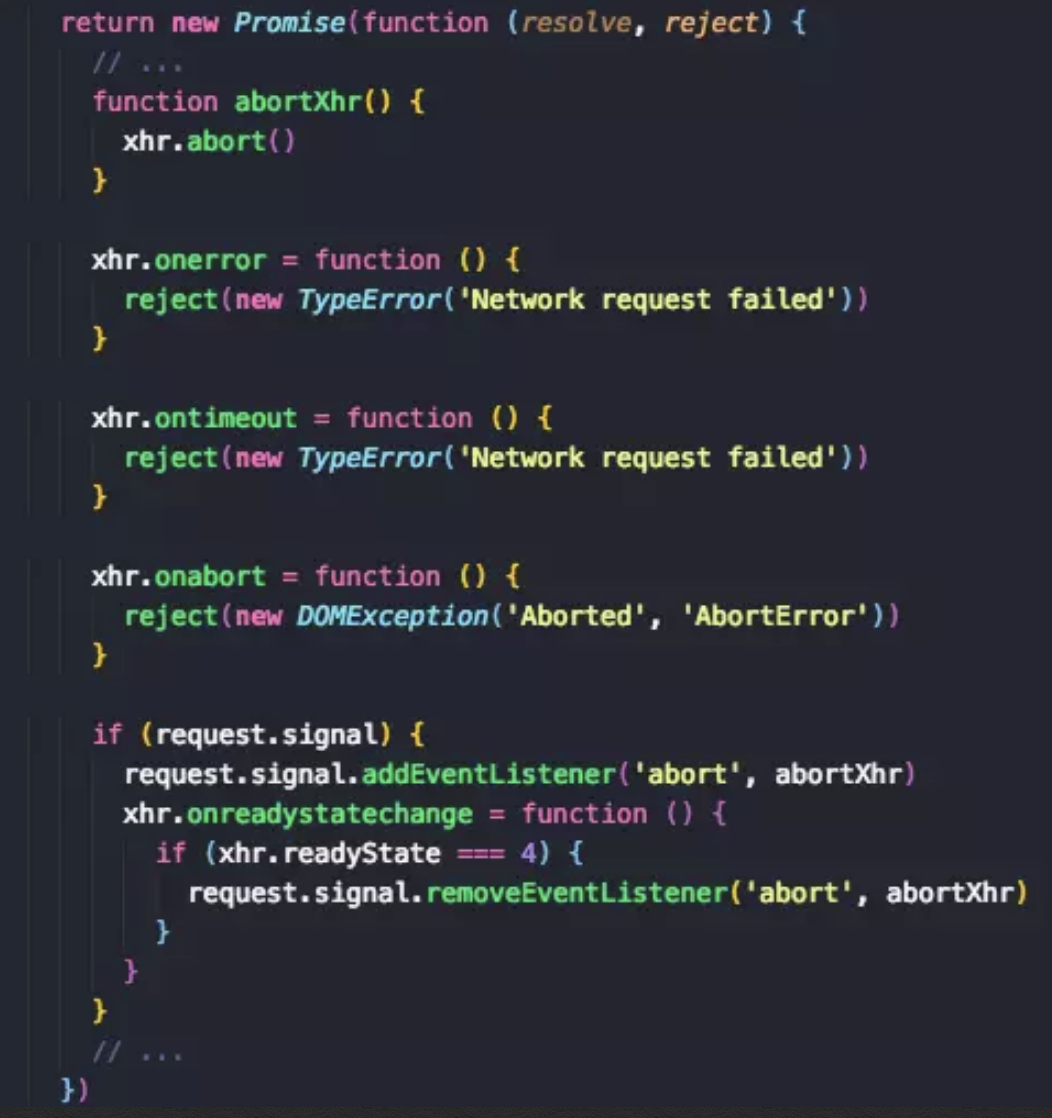 return new Promise(function (resolve, reject) {
// ...
function abortXhr() {
xhr.abort()
}
xhr.onerror = function () {
reject(new TypeError('Network request failed'))
}
xhr.ontimeout = function () {
reject(new TypeError('Network request failed'))
}
xhr.onabort = function () {
reject(new DOMException('Aborted', 'AbortError'))
}
if (request.signal) {
request.signal.addEventListener('abort', abortXhr)
xhr.onreadystatechange = function () {
if (xhr.readyState === 4) {
request.signal.removeEventListener('abort', abortXhr)
}
}
}
// ...
})